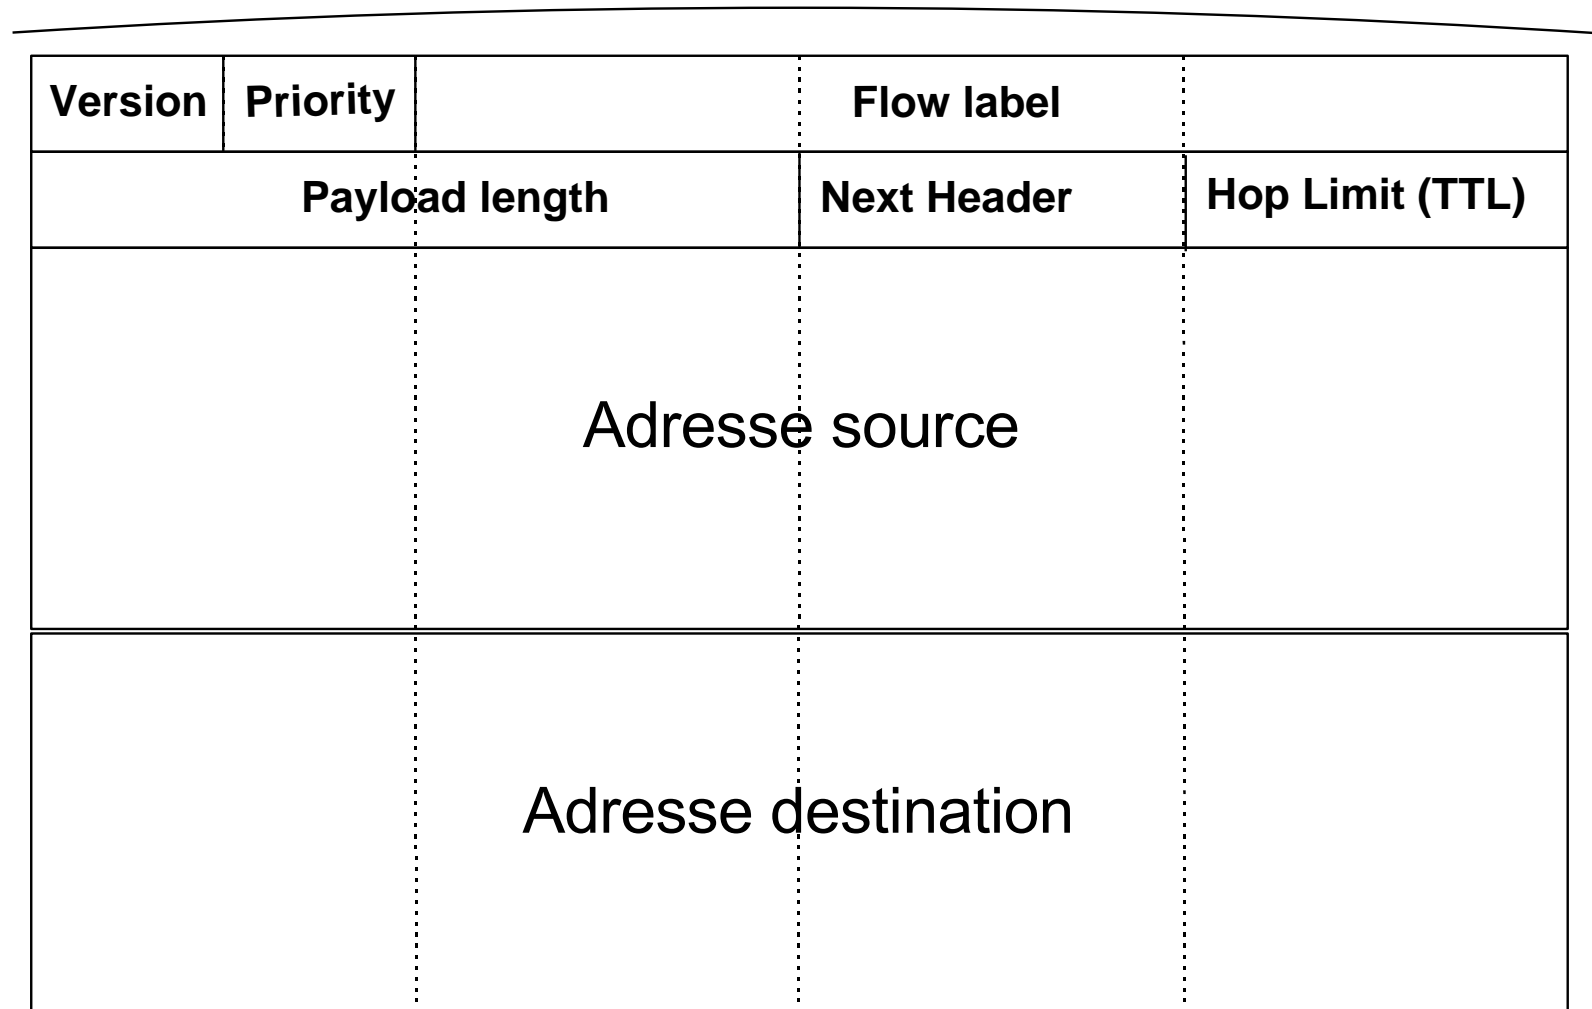 Version Priority Flow label
Payload length Next Header Hop Limit (TTL)
Adresse source
Adresse destination